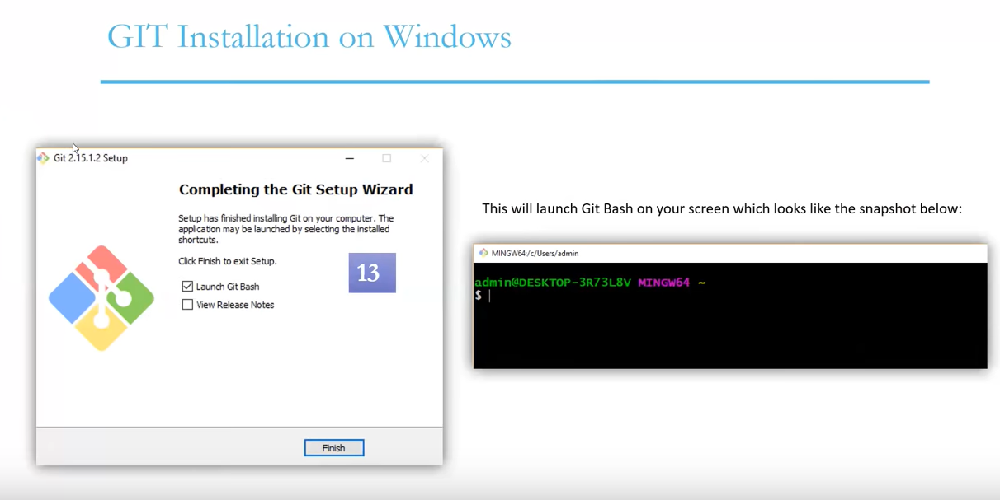 GIT Installation on Windows
Git 2.15.1.2 Setup
Completing the Git Setup Wizard
Setup has finished installing Git on your computer. The
application may be launched by selecting the installed
shortcuts.
Click Finish to exit Setup.
13
Launch Git Bash
View Release Notes
Finish
This will launch Git Bash on your screen which looks like the snapshot below:
MINGW64:/c/Users/admin
admin@DESKTOP-3R73L8V MINGW64 ~
$